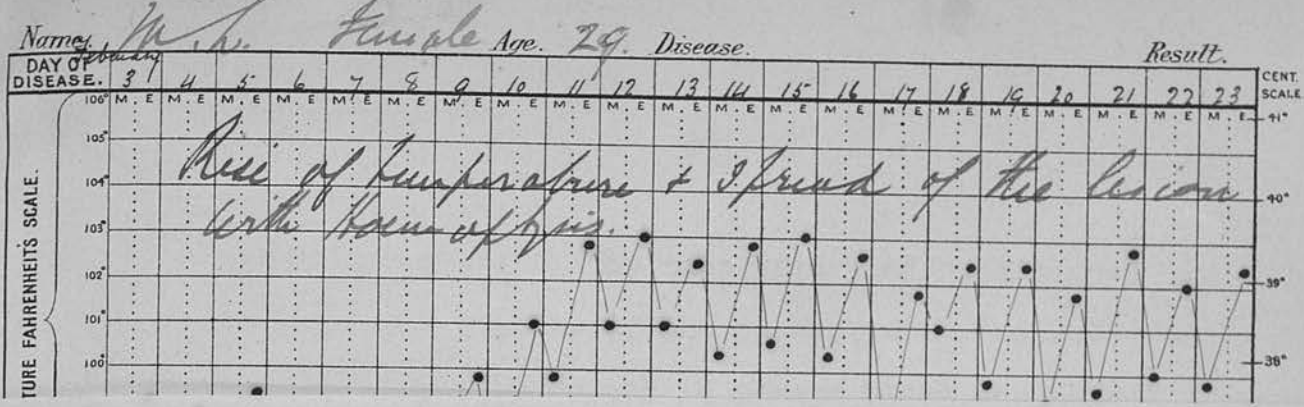 Name. M. L. Female Age. 29. Disease. Result.
February
DAY OF DISEASE. 3 4 5 6 7 8 9 10 11 12 13 14 15 16 17 18 19 20 21 22 23 CENT. SCALE
M. E M. E M. E M. E M. E M. E M. E M. E M. E M. E M. E M. E M. E M. E M. E M. E M. E M. E M. E M. E M. E
106° 41°
105°
Rise of temperature & spread of the lesion
104° 40°
with Haemoptysis.
103°
102° 39°
101°
100° 38°
TURE FAHRENHEIT'S SCALE.